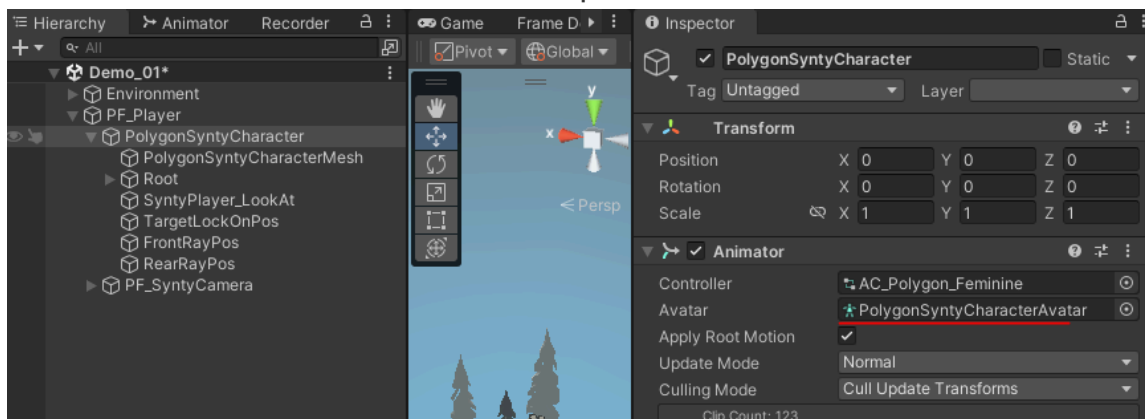 Hierarchy Animator Recorder
All
Demo_01*
Environment
PF_Player
PolygonSyntyCharacter
PolygonSyntyCharacterMesh
Root
SyntyPlayer_LookAt
TargetLockOnPos
FrontRayPos
RearRayPos
PF_SyntyCamera
Game Frame D
Pivot Global
y
x
< Persp
Inspector
PolygonSyntyCharacter Static
Tag Untagged Layer
Transform
Position X 0 Y 0 Z 0
Rotation X 0 Y 0 Z 0
Scale X 1 Y 1 Z 1
Animator
Controller AC_Polygon_Feminine
Avatar PolygonSyntyCharacterAvatar
Apply Root Motion
Update Mode Normal
Culling Mode Cull Update Transforms
Clip Count: 123